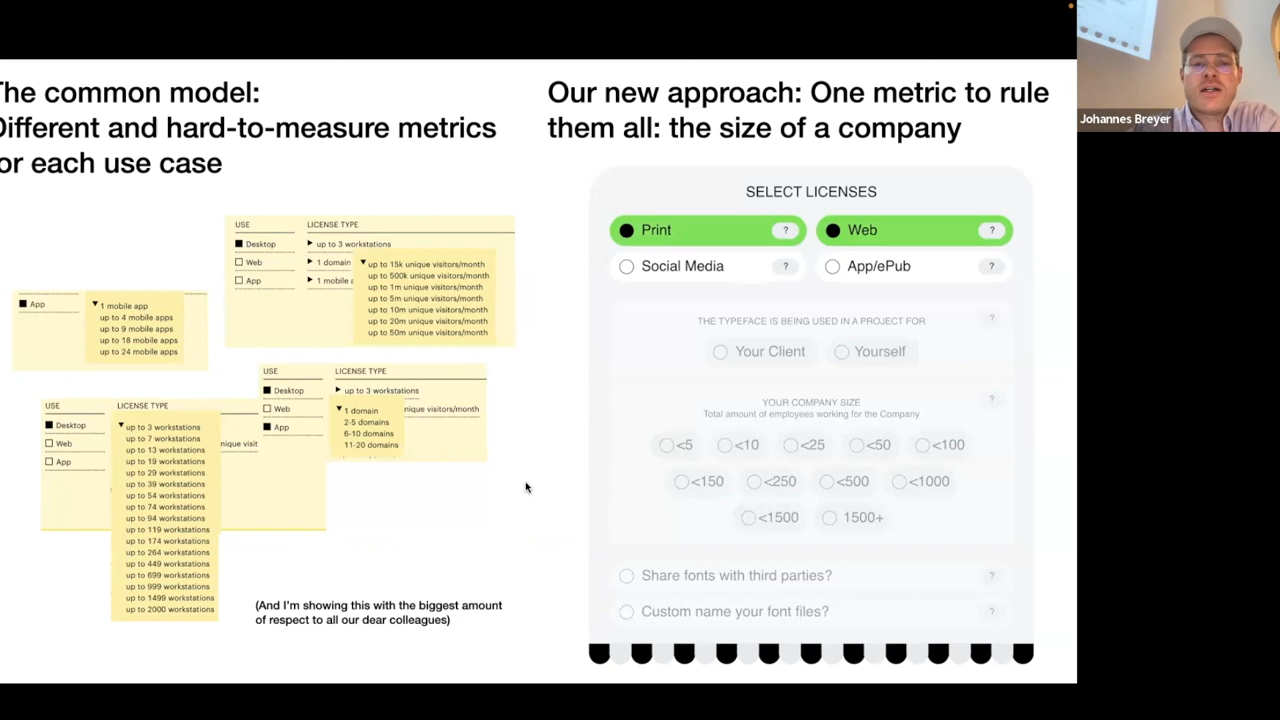 The common model:
Different and hard-to-measure metrics
for each use case
Our new approach: One metric to rule
them all: the size of a company
USE
LICENSE TYPE
Desktop
up to 3 workstations
Web
1 domain
App
1 mobile a
up to 15k unique visitors/month
up to 500k unique visitors/month
up to 1m unique visitors/month
up to 5m unique visitors/month
up to 10m unique visitors/month
up to 20m unique visitors/month
up to 50m unique visitors/month
App
1 mobile app
up to 4 mobile apps
up to 9 mobile apps
up to 18 mobile apps
up to 24 mobile apps
USE
LICENSE TYPE
Desktop
up to 3 workstations
Web
nique visitors/month
App
1 domain
2-5 domains
6-10 domains
11-20 domains
USE
LICENSE TYPE
Desktop
Web
nique visit
App
up to 3 workstations
up to 7 workstations
up to 13 workstations
up to 19 workstations
up to 29 workstations
up to 39 workstations
up to 54 workstations
up to 74 workstations
up to 94 workstations
up to 119 workstations
up to 174 workstations
up to 264 workstations
up to 449 workstations
up to 699 workstations
up to 999 workstations
up to 1499 workstations
up to 2000 workstations
(And I'm showing this with the biggest amount
of respect to all our dear colleagues)
SELECT LICENSES
Print ? Web ?
Social Media ? App/ePub ?
THE TYPEFACE IS BEING USED IN A PROJECT FOR ?
Your Client Yourself
YOUR COMPANY SIZE ?
Total amount of employees working for the Company
<5 <10 <25 <50 <100
<150 <250 <500 <1000
<1500 1500+
Share fonts with third parties? ?
Custom name your font files? ?
Johannes Breyer